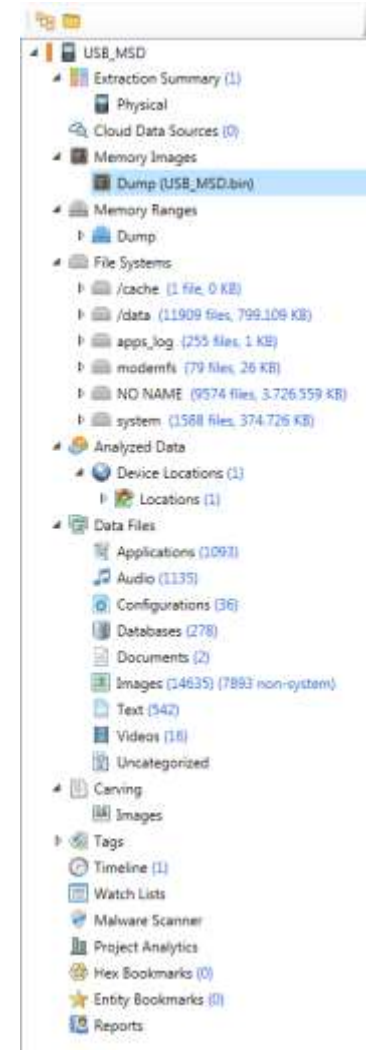 USB_MSD
Extraction Summary (1)
Physical
Cloud Data Sources (0)
Memory Images
Dump (USB_MSD.bin)
Memory Ranges
Dump
File Systems
/cache (1 file, 0 KB)
/data (11909 files, 799.109 KB)
apps_log (255 files, 1 KB)
modemfs (79 files, 26 KB)
NO NAME (9574 files, 3.726.559 KB)
system (1568 files, 374.726 KB)
Analyzed Data
Device Locations (1)
Locations (1)
Data Files
Applications (1093)
Audio (1135)
Configurations (36)
Databases (278)
Documents (2)
Images (14635) (7893 non-system)
Text (542)
Videos (16)
Uncategorized
Carving
Images
Tags
Timeline (1)
Watch Lists
Malware Scanner
Project Analytics
Hex Bookmarks (0)
Entity Bookmarks (0)
Reports